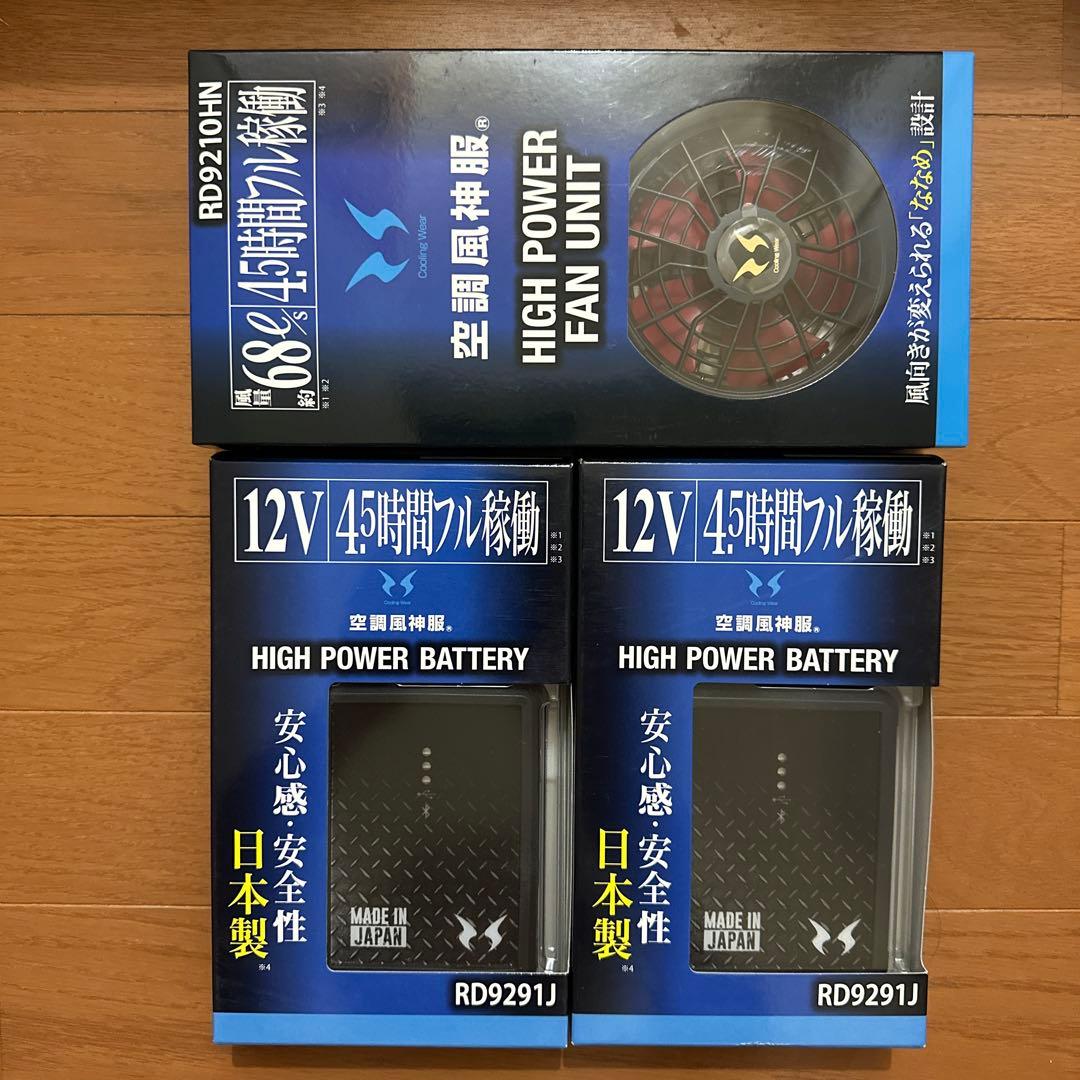 RD9210HN
風量約68ℓ/s
※1 ※2
4.5時間フル稼働
※3 ※4
Cooling Wear
空調風神服®
HIGH POWER
FAN UNIT
Cooling Wear
風向きが変えられる「ななめ」設計
12V
4.5時間フル稼働
※1
※2
※3
Cooling Wear
空調風神服®
HIGH POWER BATTERY
安心感・安全性
日本製
※4
MADE IN
JAPAN
RD9291J
12V
4.5時間フル稼働
※1
※2
※3
Cooling Wear
空調風神服®
HIGH POWER BATTERY
安心感・安全性
日本製
※4
MADE IN
JAPAN
RD9291J